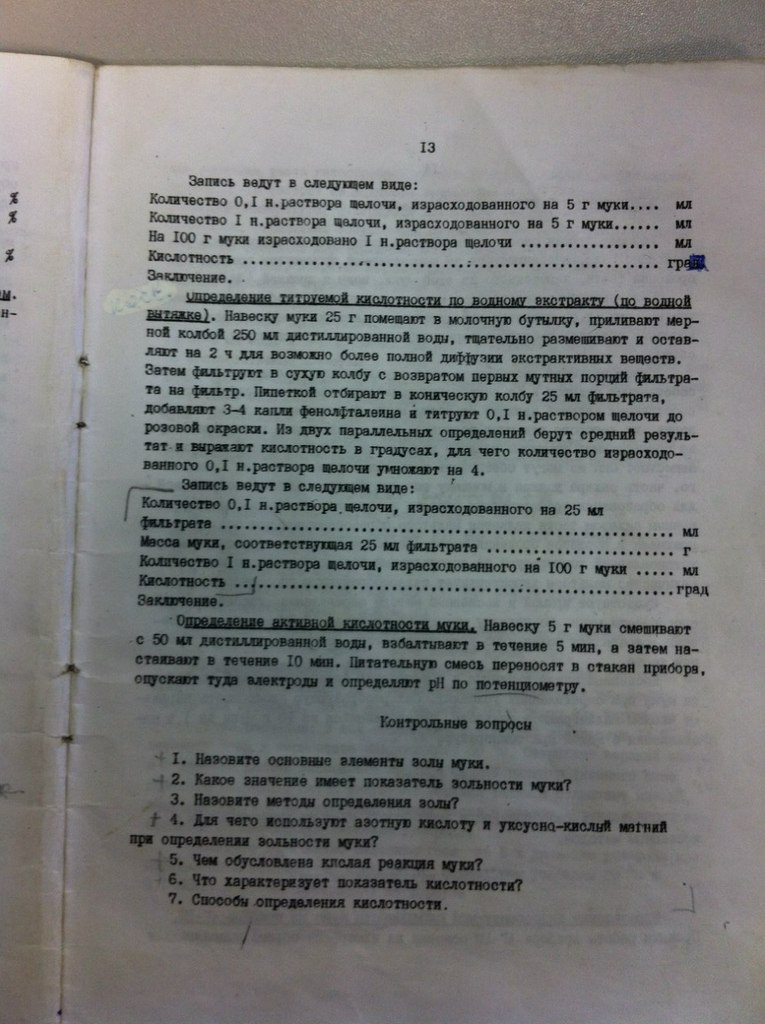 13
Запись ведут в следующем виде:
Количество 0,I н.раствора щелочи, израсходованного на 5 г муки.... мл
Количество I н.раствора щелочи, израсходованного на 5 г муки...... мл
На I00 г муки израсходовано I н.раствора щелочи .................. мл
Кислотность ...................................................... град
Заключение.
Определение титруемой кислотности по водному экстракту (по водной
вытяжке). Навеску муки 25 г помещают в молочную бутылку, приливают мер-
ной колбой 250 мл дистиллированной воды, тщательно размешивают и остав-
ляют на 2 ч для возможно более полной диффузии экстрактивных веществ.
Затем фильтруют в сухую колбу с возвратом первых мутных порций фильтра-
та на фильтр. Пипеткой отбирают в коническую колбу 25 мл фильтрата,
добавляют 3-4 капли фенолфталеина и титруют 0,I н.раствором щелочи до
розовой окраски. Из двух параллельных определений берут средний резуль-
тат и выражают кислотность в градусах, для чего количество израсходо-
ванного 0,I н.раствора щелочи умножают на 4.
Запись ведут в следующем виде:
Количество 0,I н.раствора щелочи, израсходованного на 25 мл
фильтрата ........................................................ мл
Масса муки, соответствующая 25 мл фильтрата ...................... г
Количество I н.раствора щелочи, израсходованного на I00 г муки ..... мл
Кислотность ......................................................град
Заключение.
Определение активной кислотности муки. Навеску 5 г муки смешивают
с 50 мл дистиллированной воды, взбалтывают в течение 5 мин, а затем на-
стаивают в течение I0 мин. Питательную смесь переносят в стакан прибора,
опускают туда электроды и определяют pH по потенциометру.
Контрольные вопросы
I. Назовите основные элементы золы муки.
2. Какое значение имеет показатель зольности муки?
3. Назовите методы определения золы?
4. Для чего используют азотную кислоту и уксусно-кислый магний
при определении зольности муки?
5. Чем обусловлена кислая реакция муки?
6. Что характеризует показатель кислотности?
7. Способы определения кислотности.
%
%
%